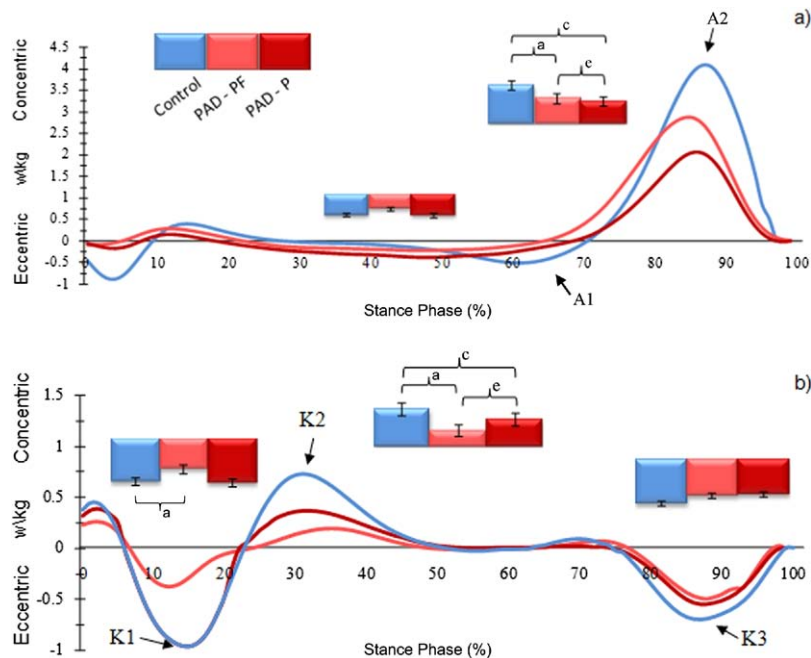 a)
A2
4.5
4
3.5
3
2.5
2
1.5
1
0.5
0
-0.5
-1
Concentric
w\kg
Eccentric
Control
PAD - PF
PAD - P
c
a
e
0 10 20 30 40 50 60 70 80 90 100
A1
Stance Phase (%)
b)
1.5
1
0.5
0
-0.5
-1
Concentric
w\kg
Eccentric
K2
c
a
e
a
0 10 20 30 40 50 60 70 80 90 100
K1
K3
Stance Phase (%)